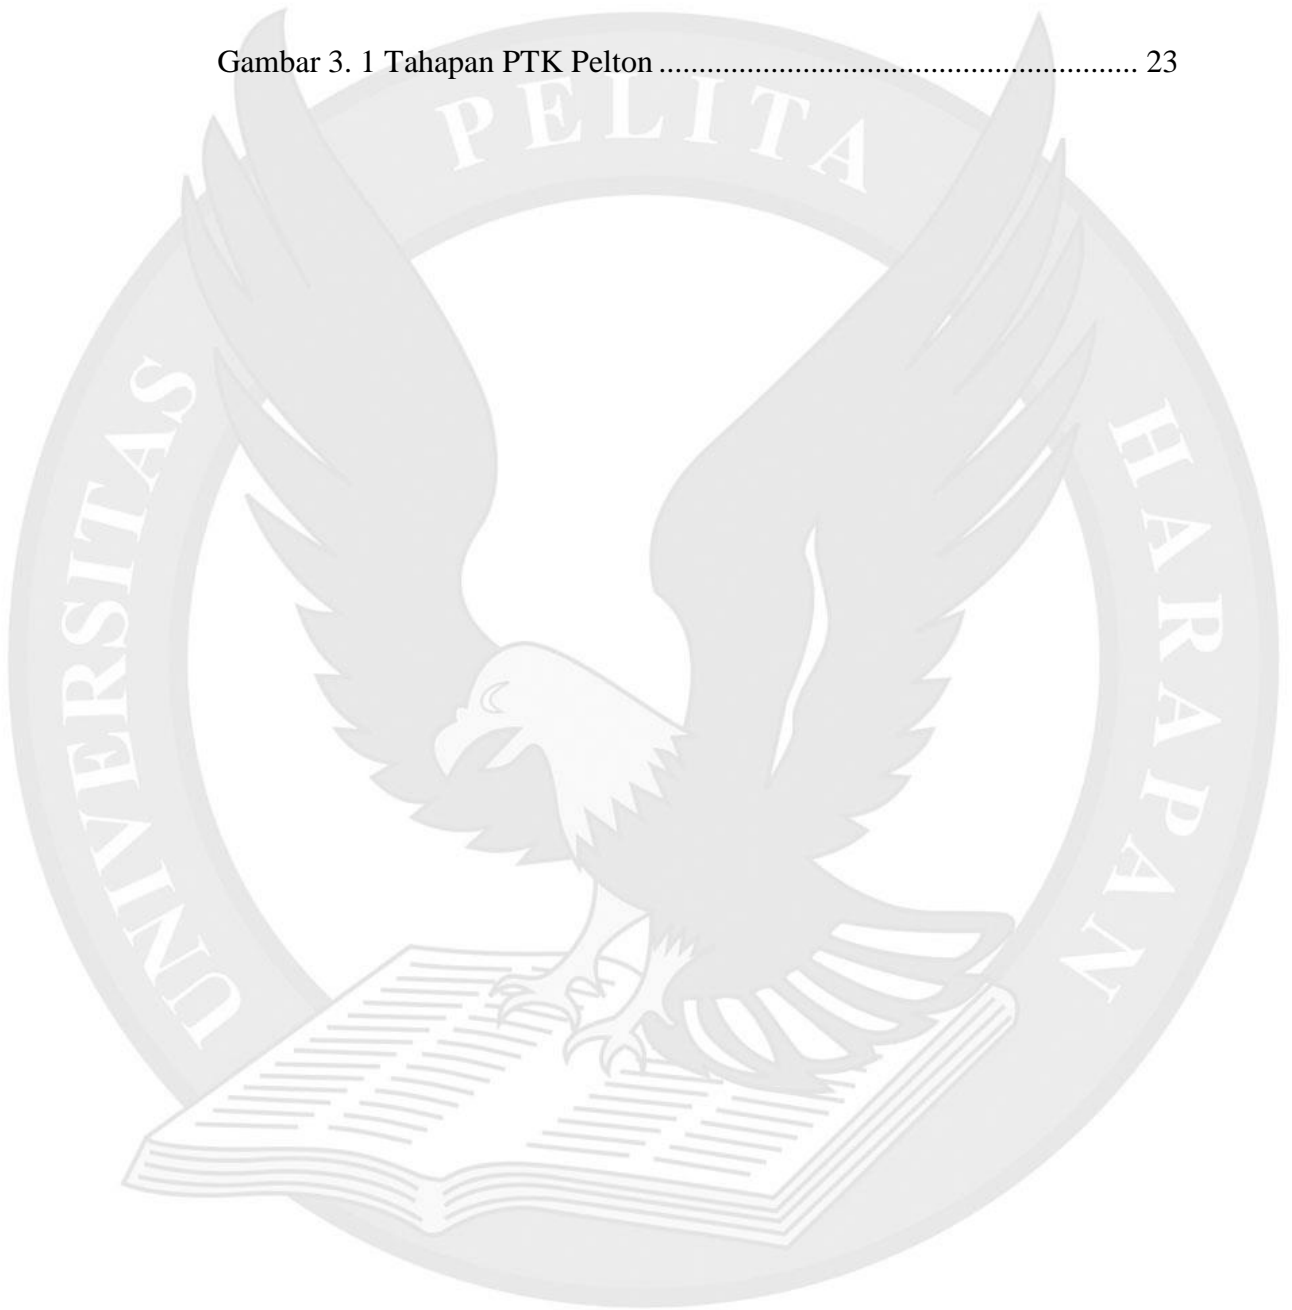 Gambar 3. 1 Tahapan PTK Pelton ........................................................ 23
PELITA
UNIVERSITAS
HARAPAN